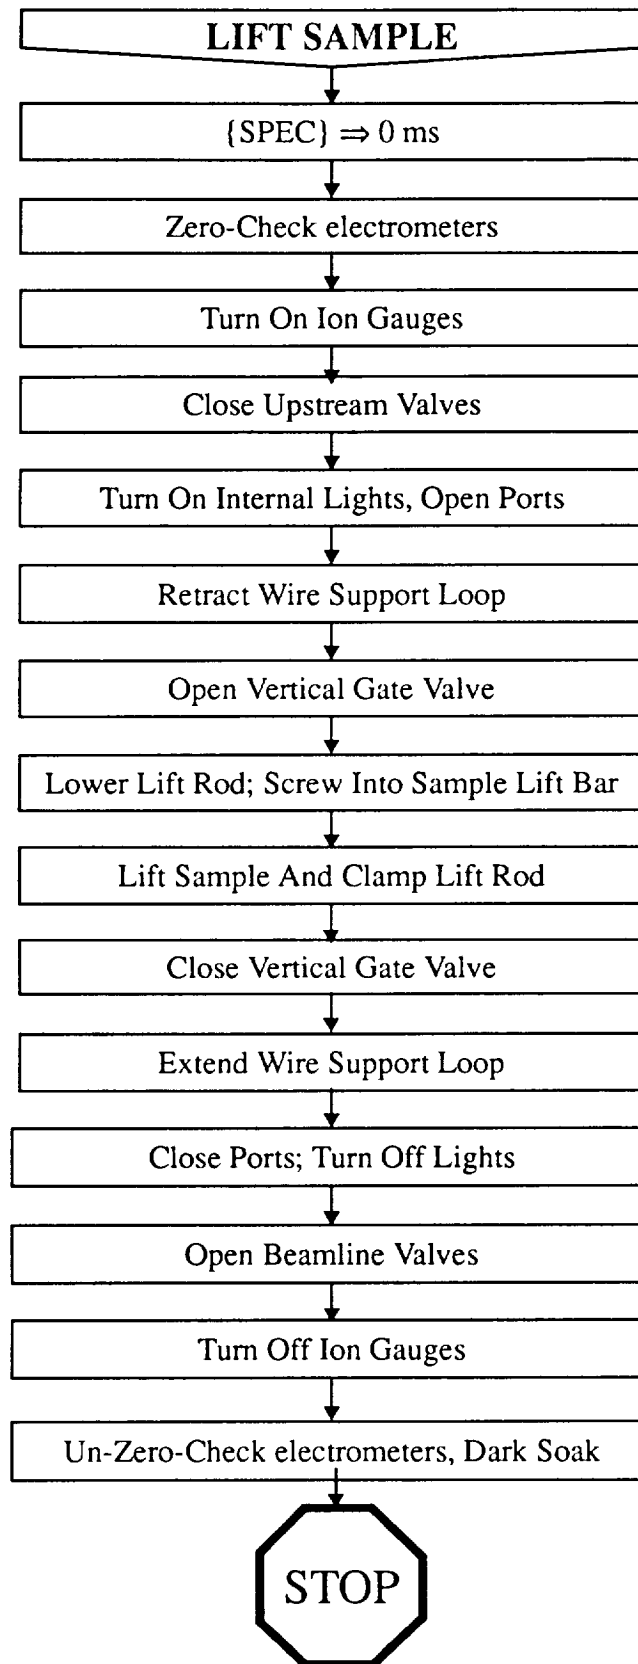 LIFT SAMPLE
{SPEC} ⇒ 0 ms
Zero-Check electrometers
Turn On Ion Gauges
Close Upstream Valves
Turn On Internal Lights, Open Ports
Retract Wire Support Loop
Open Vertical Gate Valve
Lower Lift Rod; Screw Into Sample Lift Bar
Lift Sample And Clamp Lift Rod
Close Vertical Gate Valve
Extend Wire Support Loop
Close Ports; Turn Off Lights
Open Beamline Valves
Turn Off Ion Gauges
Un-Zero-Check electrometers, Dark Soak
STOP